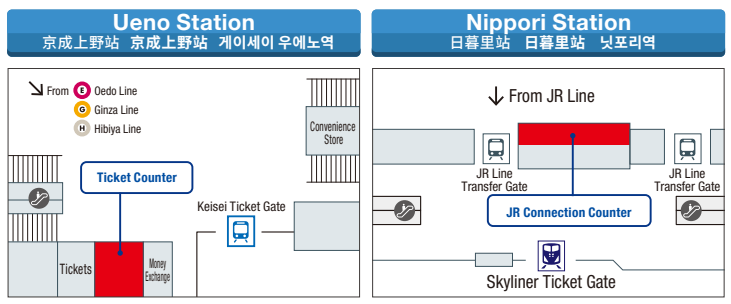 Ueno Station
京成上野站 京成上野站 게이세이 우에노역
From E Oedo Line
G Ginza Line
H Hibiya Line
Convenience
Store
Ticket Counter
Keisei Ticket Gate
Tickets
Money
Exchange
Nippori Station
日暮里站 日暮里站 닛포리역
From JR Line
JR Line
Transfer Gate
JR Line
Transfer Gate
JR Connection Counter
Skyliner Ticket Gate